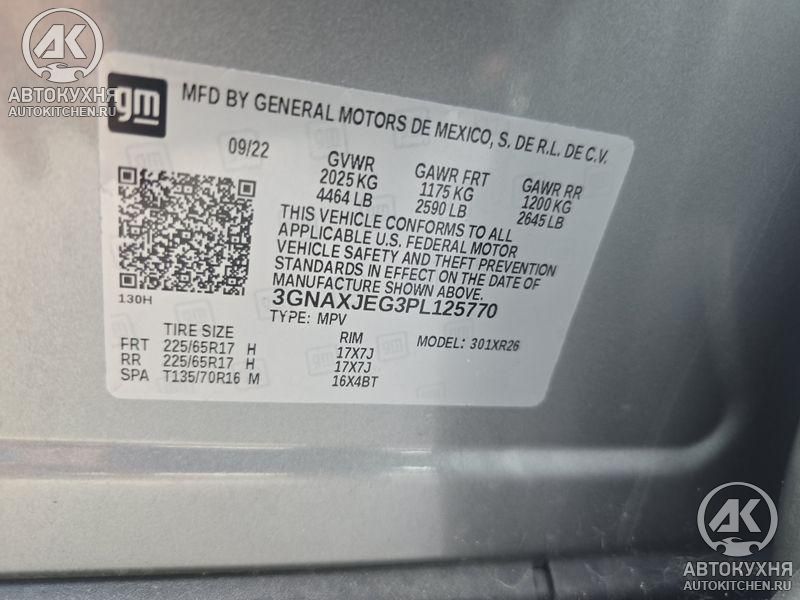 AK
АВТОКУХНЯ
AUTOKITCHEN.RU
gm
MFD BY GENERAL MOTORS DE MEXICO, S. DE R.L. DE C.V.
09/22 GVWR GAWR FRT GAWR RR
2025 KG 1175 KG 1200 KG
4464 LB 2590 LB 2645 LB
THIS VEHICLE CONFORMS TO ALL
APPLICABLE U.S. FEDERAL MOTOR
VEHICLE SAFETY AND THEFT PREVENTION
STANDARDS IN EFFECT ON THE DATE OF
MANUFACTURE SHOWN ABOVE.
130H
3GNAXJEG3PL125770
TYPE: MPV
TIRE SIZE RIM MODEL: 301XR26
FRT 225/65R17 H 17X7J
RR 225/65R17 H 17X7J
SPA T135/70R16 M 16X4BT
AK
АВТОКУХНЯ
AUTOKITCHEN.RU